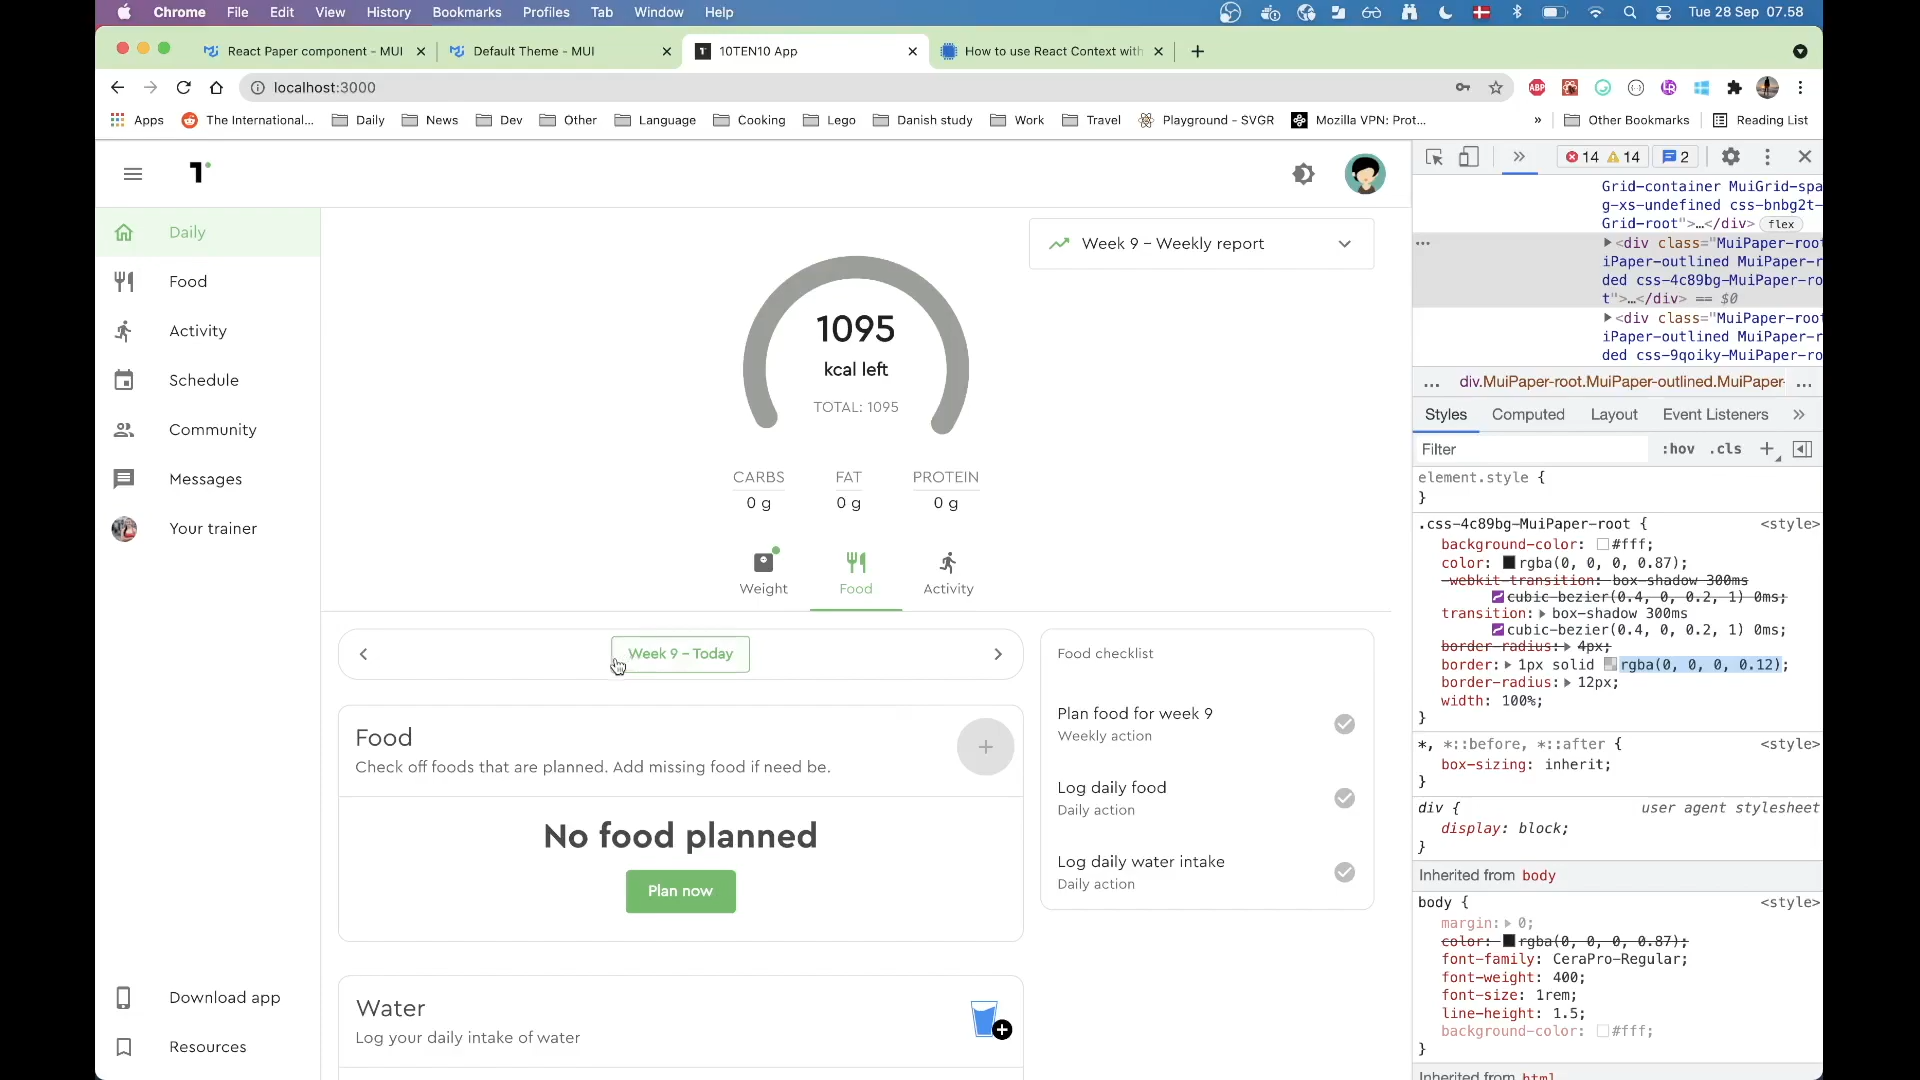 Chrome File Edit View History Bookmarks Profiles Tab Window Help Tue 28 Sep 07.58
React Paper component - MUI
Default Theme - MUI
10TEN10 App
How to use React Context with
localhost:3000
Apps The International... Daily News Dev Other Language Cooking Lego Danish study Work Travel Playground - SVGR Mozilla VPN: Prot... » Other Bookmarks Reading List
Daily
Food
Activity
Schedule
Community
Messages
Your trainer
Download app
Resources
Week 9 – Weekly report
1095
kcal left
TOTAL: 1095
CARBS FAT PROTEIN
0 g 0 g 0 g
Weight Food Activity
Week 9 – Today
Food
Check off foods that are planned. Add missing food if need be.
No food planned
Plan now
Water
Log your daily intake of water
Food checklist
Plan food for week 9
Weekly action
Log daily food
Daily action
Log daily water intake
Daily action
» 14 14 2
Grid-container MuiGrid-spa
g-xs-undefined css-bnbg2t-
Grid-root">…</div> flex
<div class="MuiPaper-root
iPaper-outlined MuiPaper-r
ded css-4c89bg-MuiPaper-ro
t">…</div> == $0
<div class="MuiPaper-root
iPaper-outlined MuiPaper-r
ded css-9qoiky-MuiPaper-ro
... div.MuiPaper-root.MuiPaper-outlined.MuiPaper- ...
Styles Computed Layout Event Listeners »
Filter :hov .cls +
element.style {
}
.css-4c89bg-MuiPaper-root { <style>
background-color: #fff;
color: rgba(0, 0, 0, 0.87);
-webkit-transition: box-shadow 300ms
cubic-bezier(0.4, 0, 0.2, 1) 0ms;
transition: box-shadow 300ms
cubic-bezier(0.4, 0, 0.2, 1) 0ms;
border-radius: 4px;
border: 1px solid rgba(0, 0, 0, 0.12);
border-radius: 12px;
width: 100%;
}
*, *::before, *::after { <style>
box-sizing: inherit;
}
div { user agent stylesheet
display: block;
}
Inherited from body
body { <style>
margin: 0;
color: rgba(0, 0, 0, 0.87);
font-family: CeraPro-Regular;
font-weight: 400;
font-size: 1rem;
line-height: 1.5;
background-color: #fff;
}
Inherited from html